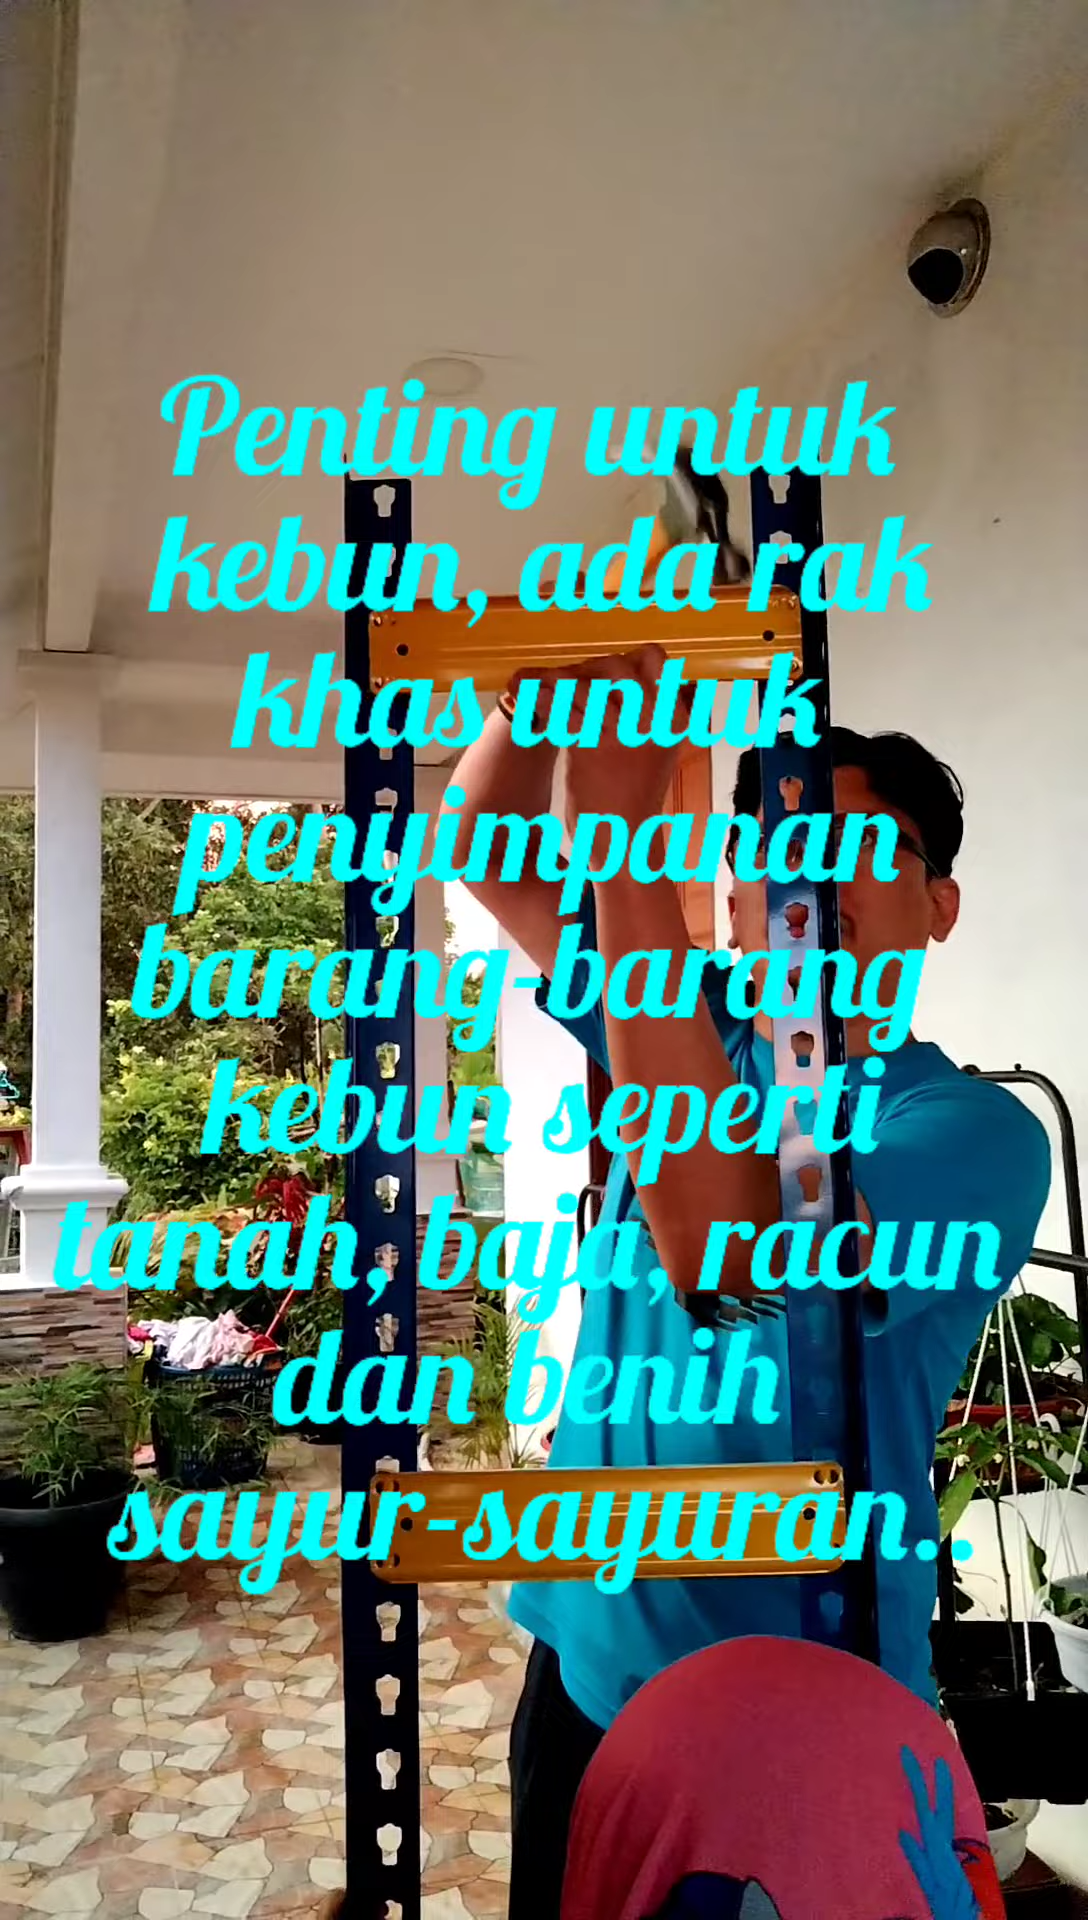 Penting untuk
kebun, ada rak
khas untuk
penyimpanan
barang-barang
kebun seperti
tanah, baja, racun
dan benih
sayur-sayuran..